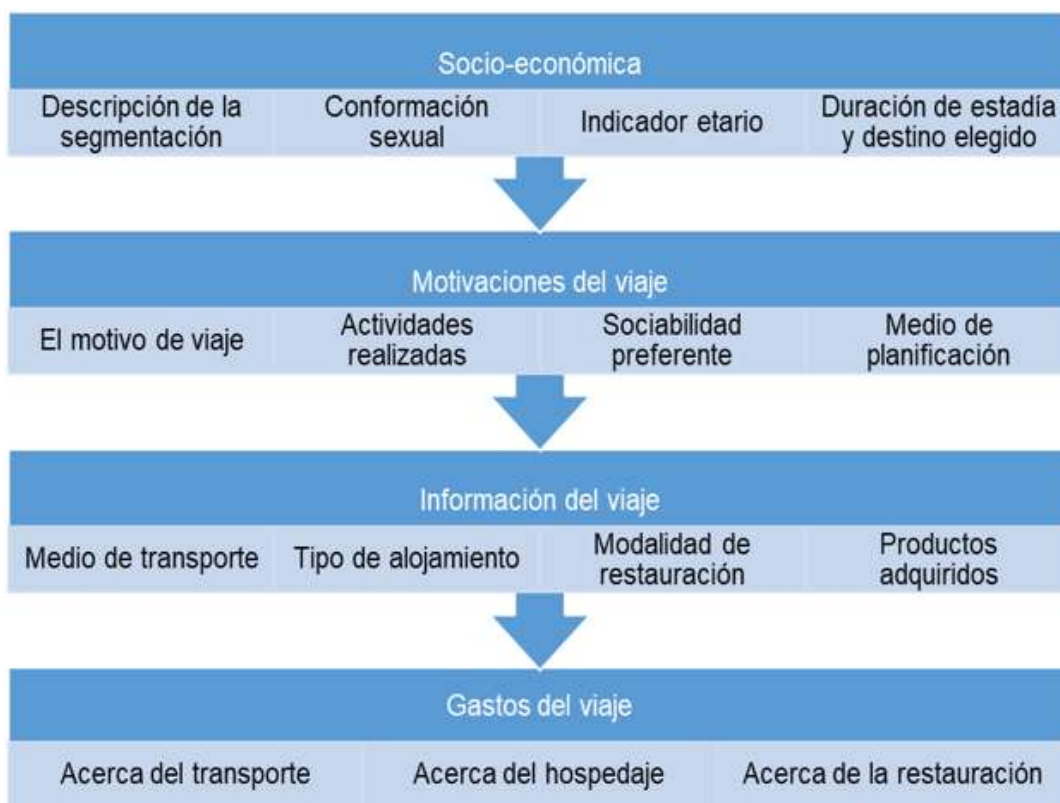 Socio-económica
Descripción de la
segmentación
Conformación
sexual
Indicador etario
Duración de estadía
y destino elegido
Motivaciones del viaje
El motivo de viaje
Actividades
realizadas
Sociabilidad
preferente
Medio de
planificación
Información del viaje
Medio de transporte
Tipo de alojamiento
Modalidad de
restauración
Productos
adquiridos
Gastos del viaje
Acerca del transporte
Acerca del hospedaje
Acerca de la restauración